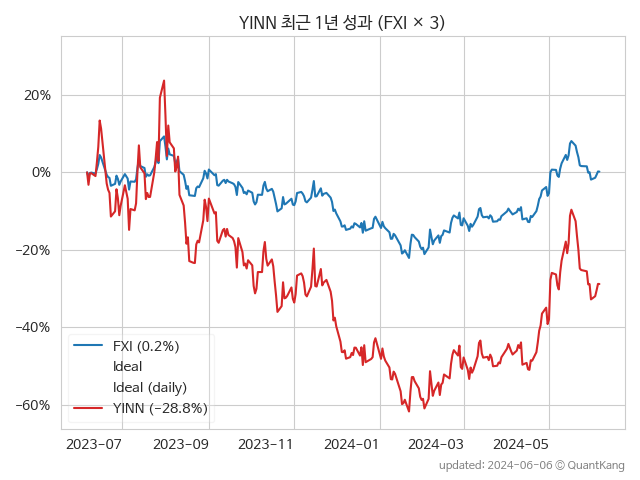 YINN 최근 1년 성과 (FXI × 3)
20%
0%
−20%
−40%
−60%
FXI (0.2%)
Ideal
Ideal (daily)
YINN (−28.8%)
2023-07
2023-09
2023-11
2024-01
2024-03
2024-05
updated: 2024-06-06 © QuantKang